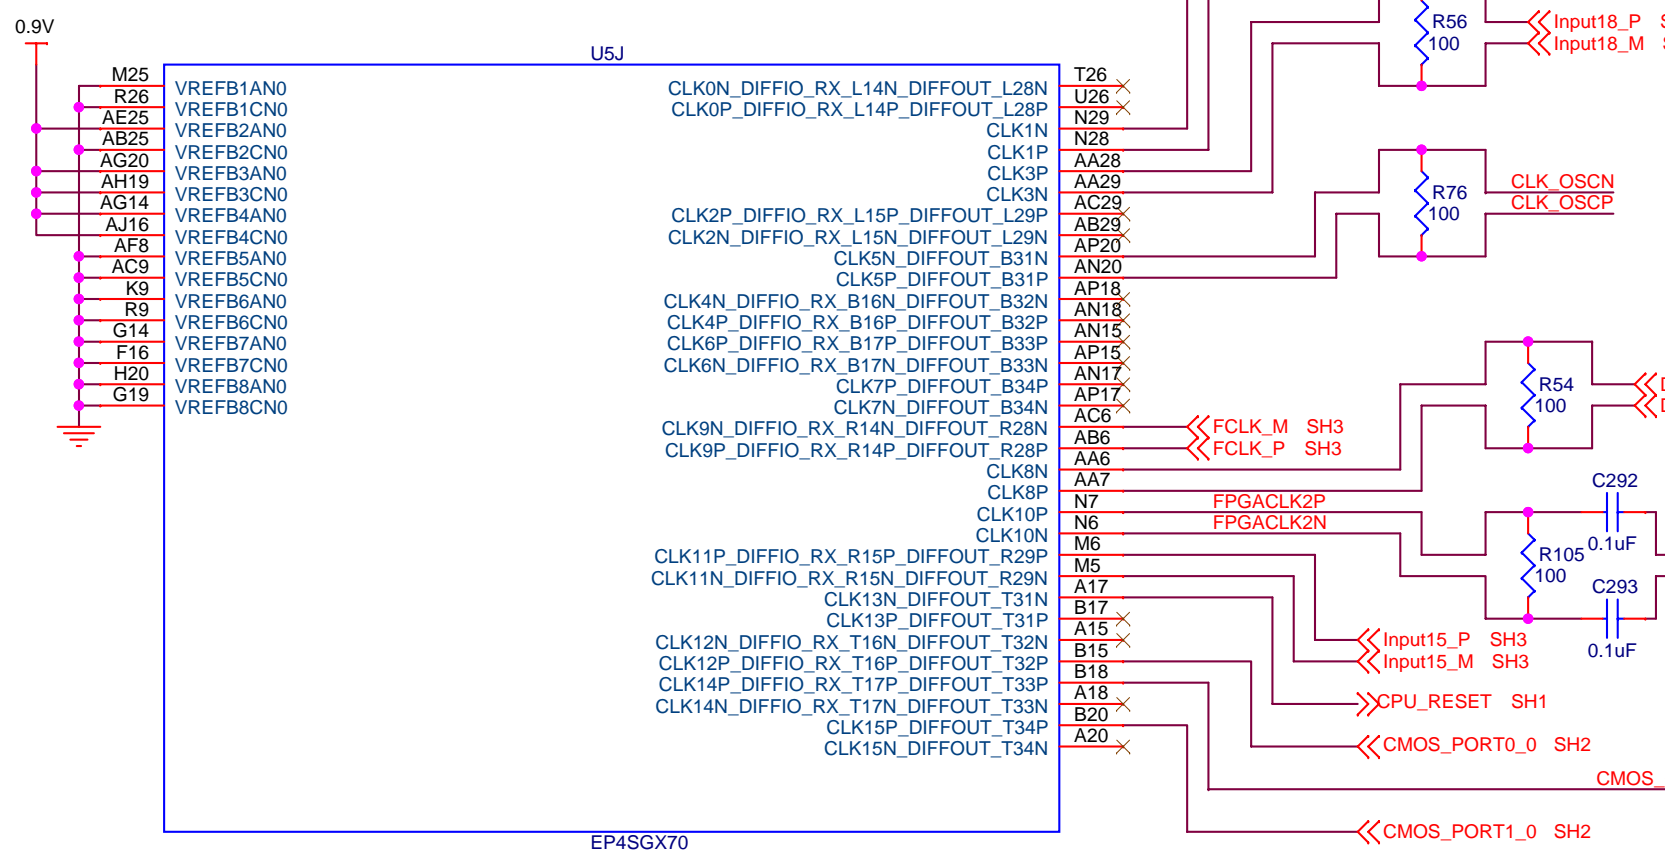 0.9V
U5J
M25 VREFB1AN0
R26 VREFB1CN0
AE25 VREFB2AN0
AB25 VREFB2CN0
AG20 VREFB3AN0
AH19 VREFB3CN0
AG14 VREFB4AN0
AJ16 VREFB4CN0
AF8 VREFB5AN0
AC9 VREFB5CN0
K9 VREFB6AN0
R9 VREFB6CN0
G14 VREFB7AN0
F16 VREFB7CN0
H20 VREFB8AN0
G19 VREFB8CN0
CLK0N_DIFFIO_RX_L14N_DIFFOUT_L28N T26
CLK0P_DIFFIO_RX_L14P_DIFFOUT_L28P U26
CLK1N N29
CLK1P N28
CLK3P AA28
CLK3N AA29
CLK2P_DIFFIO_RX_L15P_DIFFOUT_L29P AC29
CLK2N_DIFFIO_RX_L15N_DIFFOUT_L29N AB29
CLK5N_DIFFOUT_B31N AP20
CLK5P_DIFFOUT_B31P AN20
CLK4N_DIFFIO_RX_B16N_DIFFOUT_B32N AP18
CLK4P_DIFFIO_RX_B16P_DIFFOUT_B32P AN18
CLK6P_DIFFIO_RX_B17P_DIFFOUT_B33P AN15
CLK6N_DIFFIO_RX_B17N_DIFFOUT_B33N AP15
CLK7P_DIFFOUT_B34P AN17
CLK7N_DIFFOUT_B34N AP17
CLK9N_DIFFIO_RX_R14N_DIFFOUT_R28N AC6
CLK9P_DIFFIO_RX_R14P_DIFFOUT_R28P AB6
CLK8N AA6
CLK8P AA7
CLK10P N7
CLK10N N6
CLK11P_DIFFIO_RX_R15P_DIFFOUT_R29P M6
CLK11N_DIFFIO_RX_R15N_DIFFOUT_R29N M5
CLK13N_DIFFOUT_T31N A17
CLK13P_DIFFOUT_T31P B17
CLK12N_DIFFIO_RX_T16N_DIFFOUT_T32N A15
CLK12P_DIFFIO_RX_T16P_DIFFOUT_T32P B15
CLK14P_DIFFIO_RX_T17P_DIFFOUT_T33P B18
CLK14N_DIFFIO_RX_T17N_DIFFOUT_T33N A18
CLK15P_DIFFOUT_T34P B20
CLK15N_DIFFOUT_T34N A20
EP4SGX70
R56
100
Input18_P
Input18_M
R76
100
CLK_OSCN
CLK_OSCP
R54
100
FCLK_M SH3
FCLK_P SH3
FPGACLK2P
FPGACLK2N
R105
100
C292
0.1uF
C293
0.1uF
Input15_P SH3
Input15_M SH3
CPU_RESET SH1
CMOS_PORT0_0 SH2
CMOS_
CMOS_PORT1_0 SH2